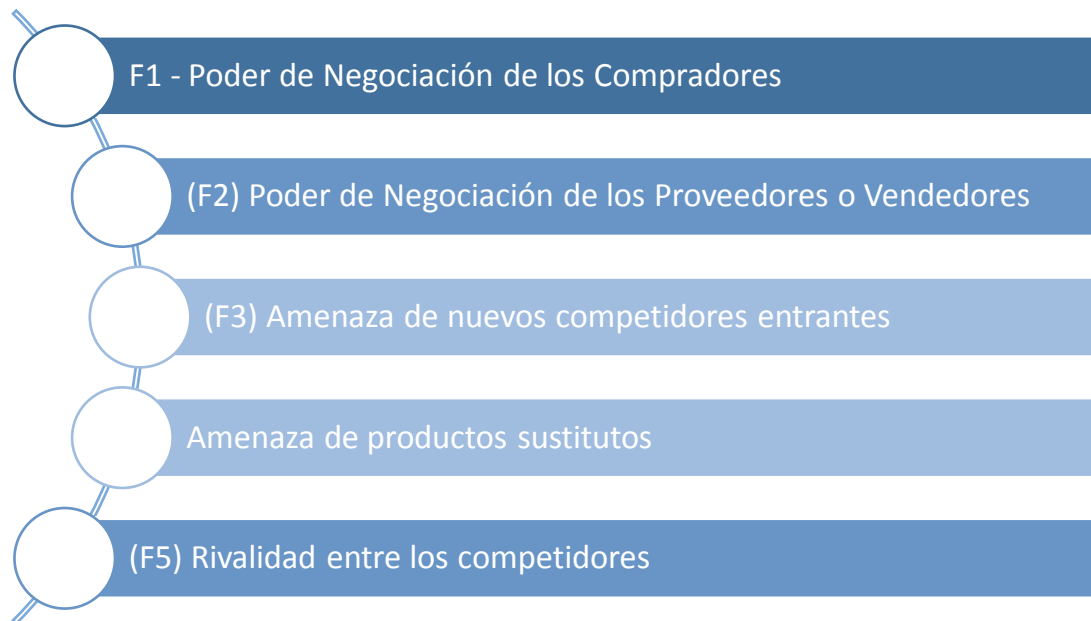 F1 - Poder de Negociación de los Compradores
(F2) Poder de Negociación de los Proveedores o Vendedores
(F3) Amenaza de nuevos competidores entrantes
Amenaza de productos sustitutos
(F5) Rivalidad entre los competidores